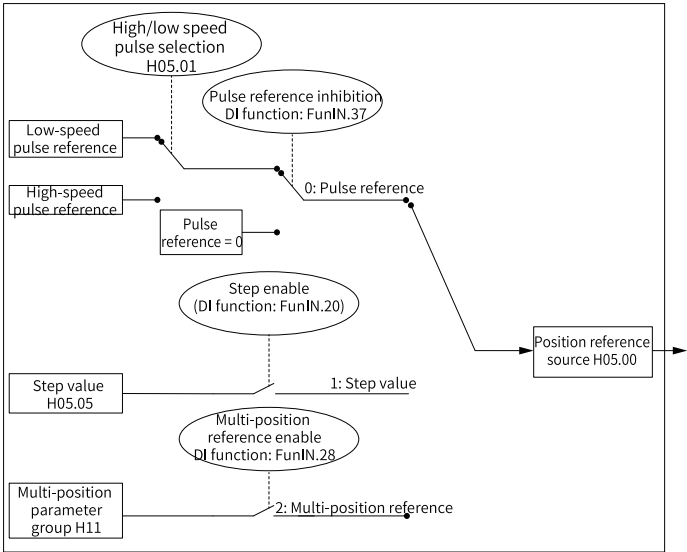 High/low speed
pulse selection
H05.01
Pulse reference inhibition
DI function: FunIN.37
Low-speed
pulse reference
0: Pulse reference
High-speed
pulse reference
Pulse
reference = 0
Step enable
(DI function: FunIN.20)
Position reference
source H05.00
Step value
H05.05
1: Step value
Multi-position
reference enable
DI function: FunIN.28
Multi-position
parameter
group H11
2: Multi-position reference